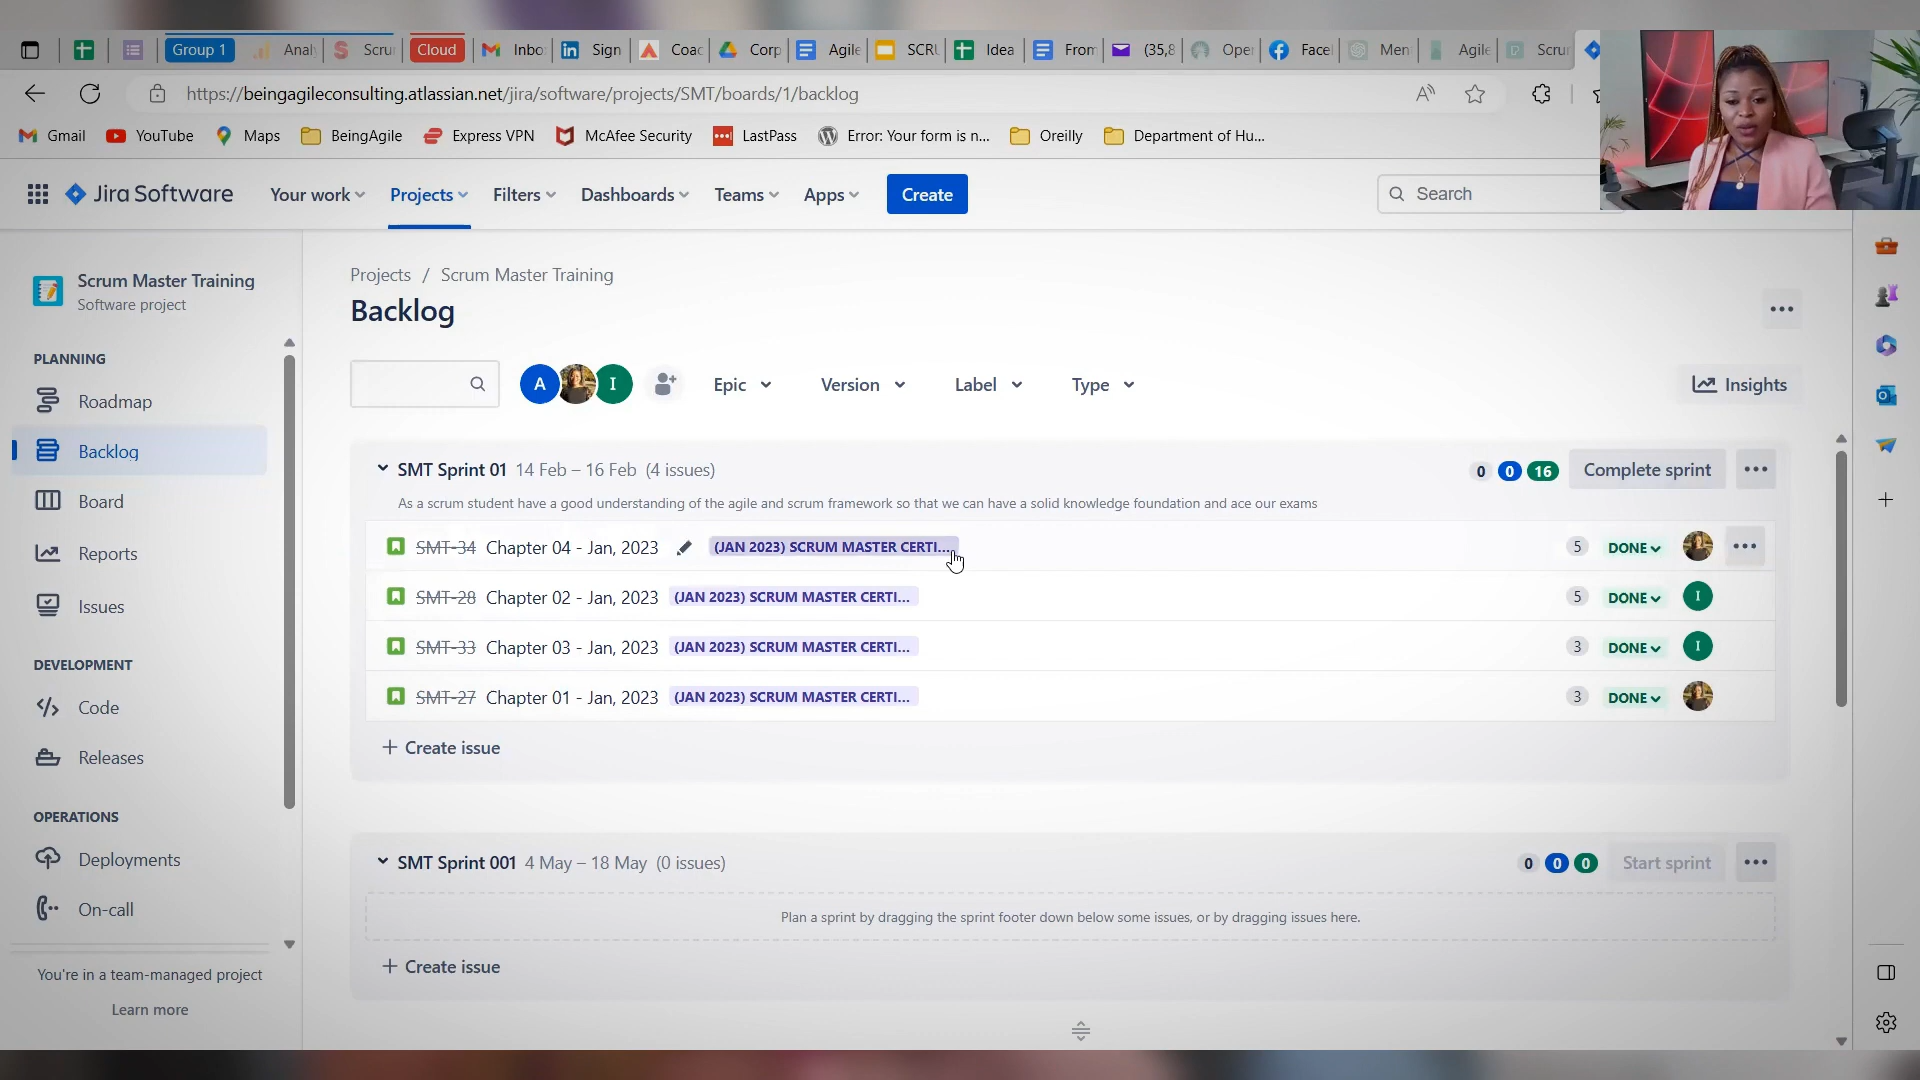 Group 1
Anal
Scru
Cloud
Inbo
Sign
Coac
Corp
Agile
SCRU
Idea
From
(35,8
Oper
Face
Men
Agile
Scru
https://beingagileconsulting.atlassian.net/jira/software/projects/SMT/boards/1/backlog
Gmail
YouTube
Maps
BeingAgile
Express VPN
McAfee Security
LastPass
Error: Your form is n...
Oreilly
Department of Hu...
Jira Software
Your work
Projects
Filters
Dashboards
Teams
Apps
Create
Search
Scrum Master Training
Software project
PLANNING
Roadmap
Backlog
Board
Reports
Issues
DEVELOPMENT
Code
Releases
OPERATIONS
Deployments
On-call
You're in a team-managed project
Learn more
Projects / Scrum Master Training
Backlog
A
I
Epic
Version
Label
Type
Insights
SMT Sprint 01 14 Feb – 16 Feb (4 issues)
0 0 16 Complete sprint
As a scrum student have a good understanding of the agile and scrum framework so that we can have a solid knowledge foundation and ace our exams
SMT-34 Chapter 04 - Jan, 2023 (JAN 2023) SCRUM MASTER CERTI... 5 DONE
SMT-28 Chapter 02 - Jan, 2023 (JAN 2023) SCRUM MASTER CERTI... 5 DONE I
SMT-33 Chapter 03 - Jan, 2023 (JAN 2023) SCRUM MASTER CERTI... 3 DONE I
SMT-27 Chapter 01 - Jan, 2023 (JAN 2023) SCRUM MASTER CERTI... 3 DONE
+ Create issue
SMT Sprint 001 4 May – 18 May (0 issues)
0 0 0 Start sprint
Plan a sprint by dragging the sprint footer down below some issues, or by dragging issues here.
+ Create issue